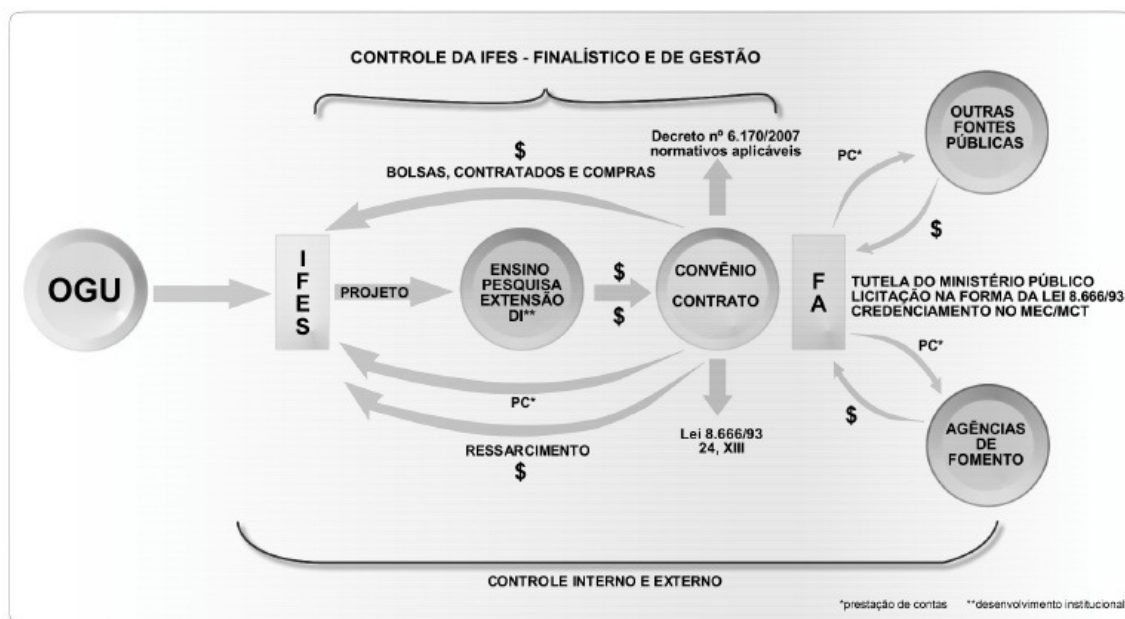 CONTROLE DA IFES - FINALÍSTICO E DE GESTÃO
OUTRAS
FONTES
PÚBLICAS
Decreto nº 6.170/2007
normativos aplicáveis
PC*
$
BOLSAS, CONTRATADOS E COMPRAS
$
OGU
I
F
E
S
PROJETO
ENSINO
PESQUISA
EXTENSÃO
DI**
$
$
CONVÊNIO
CONTRATO
F
A
TUTELA DO MINISTÉRIO PÚBLICO
LICITAÇÃO NA FORMA DA LEI 8.666/93
CREDENCIAMENTO NO MEC/MCT
PC*
PC*
$
RESSARCIMENTO
$
Lei 8.666/93
24, XIII
AGÊNCIAS
DE
FOMENTO
CONTROLE INTERNO E EXTERNO
*prestação de contas **desenvolvimento institucional